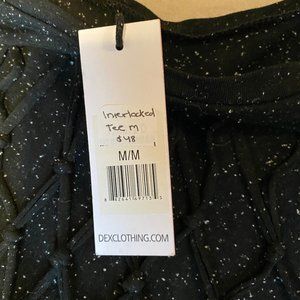 Interlocked
Tee, M
$48
M/M
DEXCLOTHING.COM